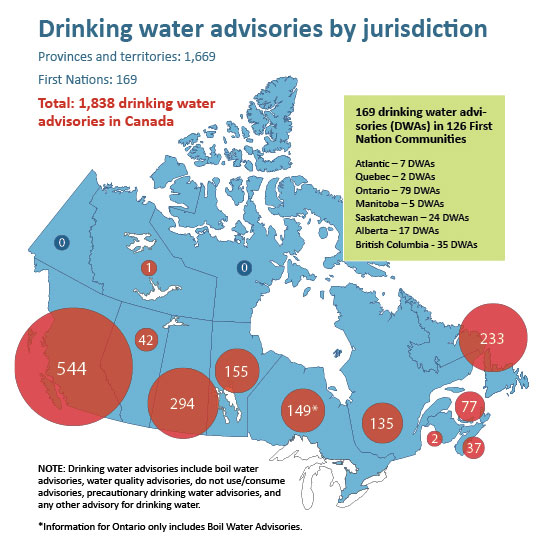 Drinking water advisories by jurisdiction
Provinces and territories: 1,669
First Nations: 169
Total: 1,838 drinking water
advisories in Canada
169 drinking water advi-
sories (DWAs) in 126 First
Nation Communities
Atlantic – 7 DWAs
Quebec – 2 DWAs
Ontario – 79 DWAs
Manitoba – 5 DWAs
Saskatchewan – 24 DWAs
Alberta – 17 DWAs
British Columbia - 35 DWAs
0
1
0
544
42
294
155
149*
135
233
77
2
37
NOTE: Drinking water advisories include boil water
advisories, water quality advisories, do not use/consume
advisories, precautionary drinking water advisories, and
any other advisory for drinking water.
*Information for Ontario only includes Boil Water Advisories.